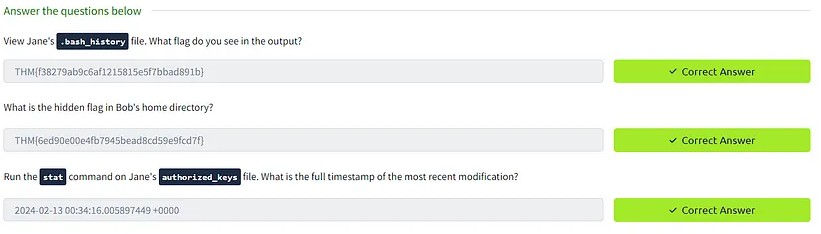 Answer the questions below
View Jane's .bash_history file. What flag do you see in the output?
THM{f38279ab9c6af1215815e5f7bbad891b}
✓ Correct Answer
What is the hidden flag in Bob's home directory?
THM{6ed90e00e4fb7945bead8cd59e9fcd7f}
✓ Correct Answer
Run the stat command on Jane's authorized_keys file. What is the full timestamp of the most recent modification?
2024-02-13 00:34:16.005897449 +0000
✓ Correct Answer